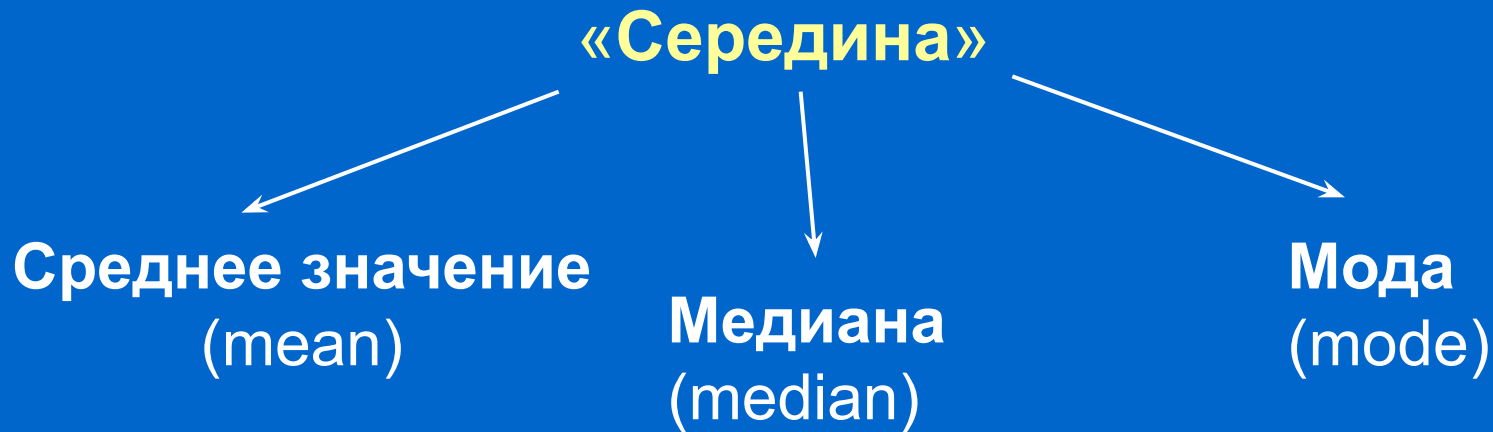 «Середина»
Среднее значение
(mean)
Медиана
(median)
Мода
(mode)